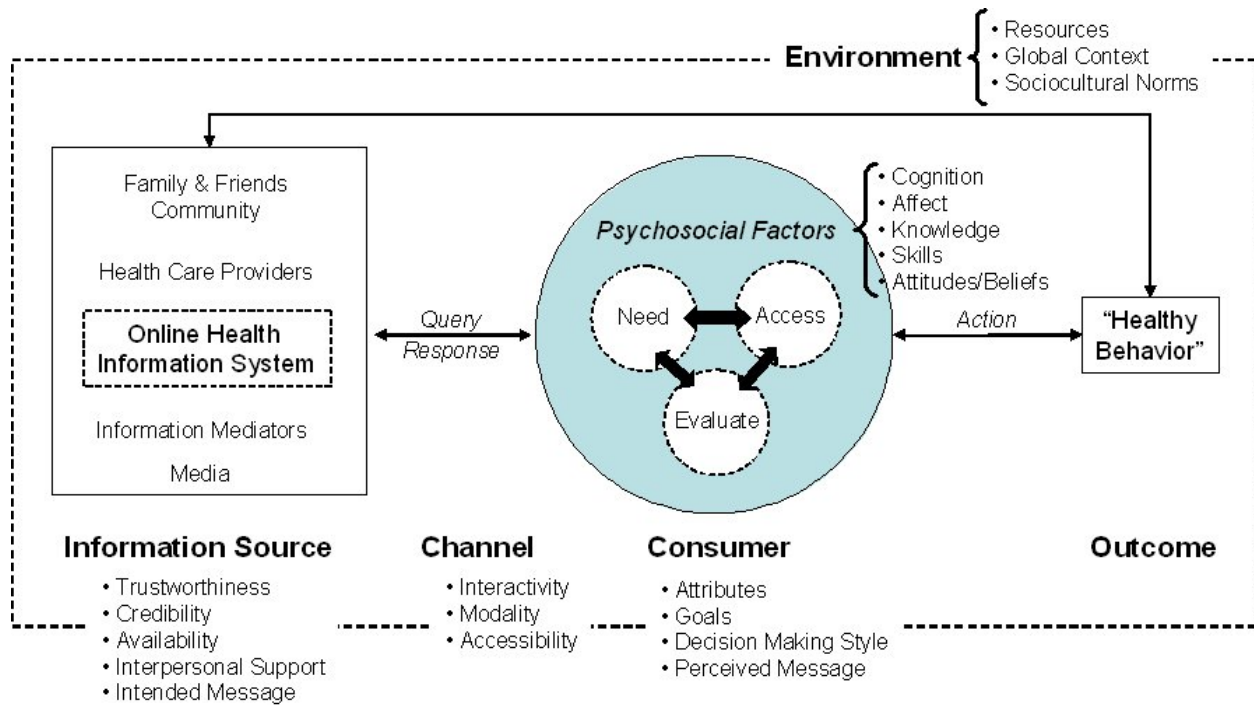 Environment
• Resources
• Global Context
• Sociocultural Norms
Family & Friends
Community
Health Care Providers
Online Health
Information System
Information Mediators
Media
Query
Response
Psychosocial Factors
• Cognition
• Affect
• Knowledge
• Skills
• Attitudes/Beliefs
Need
Access
Evaluate
Action
“Healthy
Behavior”
Information Source
• Trustworthiness
• Credibility
• Availability
• Interpersonal Support
• Intended Message
Channel
• Interactivity
• Modality
• Accessibility
Consumer
• Attributes
• Goals
• Decision Making Style
• Perceived Message
Outcome